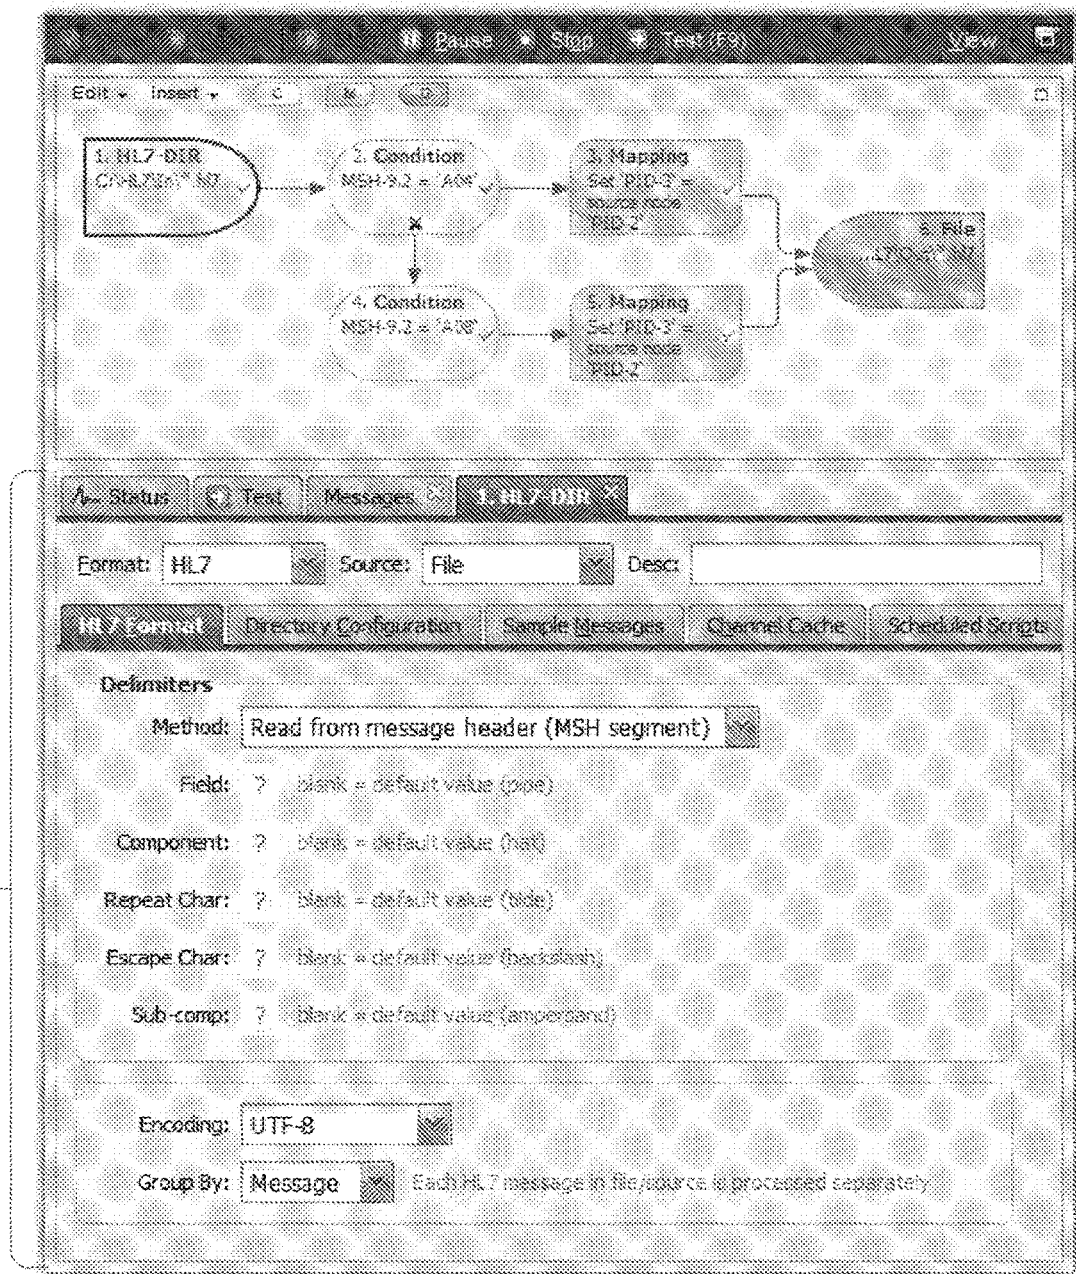 Pause Stop Test (F9) View
Edit Insert
1. HL7-DIR
2. Condition
MSH-9.2 = 'A04'
3. Mapping
Set 'PID-3' =
source node
'PID-2'
6. File
4. Condition
MSH-9.2 = 'A08'
5. Mapping
Set 'PID-3' =
source node
'PID-2'
Status Test Messages 1. HL7-DIR
Format: HL7 Source: File Desc:
HL7 Format Directory Configuration Sample Messages Channel Cache Scheduled Scripts
Delimiters
Method: Read from message header (MSH segment)
Field: ? blank = default value (pipe)
Component: ? blank = default value (hat)
Repeat Char: ? blank = default value (tilde)
Escape Char: ? blank = default value (backslash)
Sub-comp: ? blank = default value (ampersand)
Encoding: UTF-8
Group By: Message Each HL7 message in file/source is processed separately